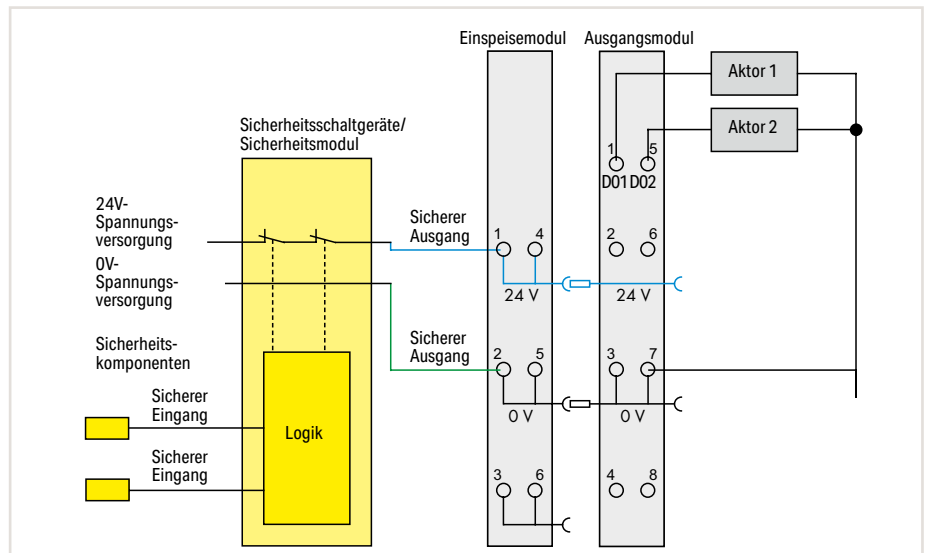 Einspeisemodul
Ausgangsmodul
Aktor 1
Aktor 2
Sicherheitsschaltgeräte/
Sicherheitsmodul
1 5
D01 D02
24V-
Spannungs-
versorgung
Sicherer
Ausgang
1 4
2 6
24 V
24 V
0V-
Spannungs-
versorgung
Sicherer
Ausgang
2 5
3 7
0 V
0 V
Sicherheits-
komponenten
Sicherer
Eingang
Logik
Sicherer
Eingang
3 6
4 8